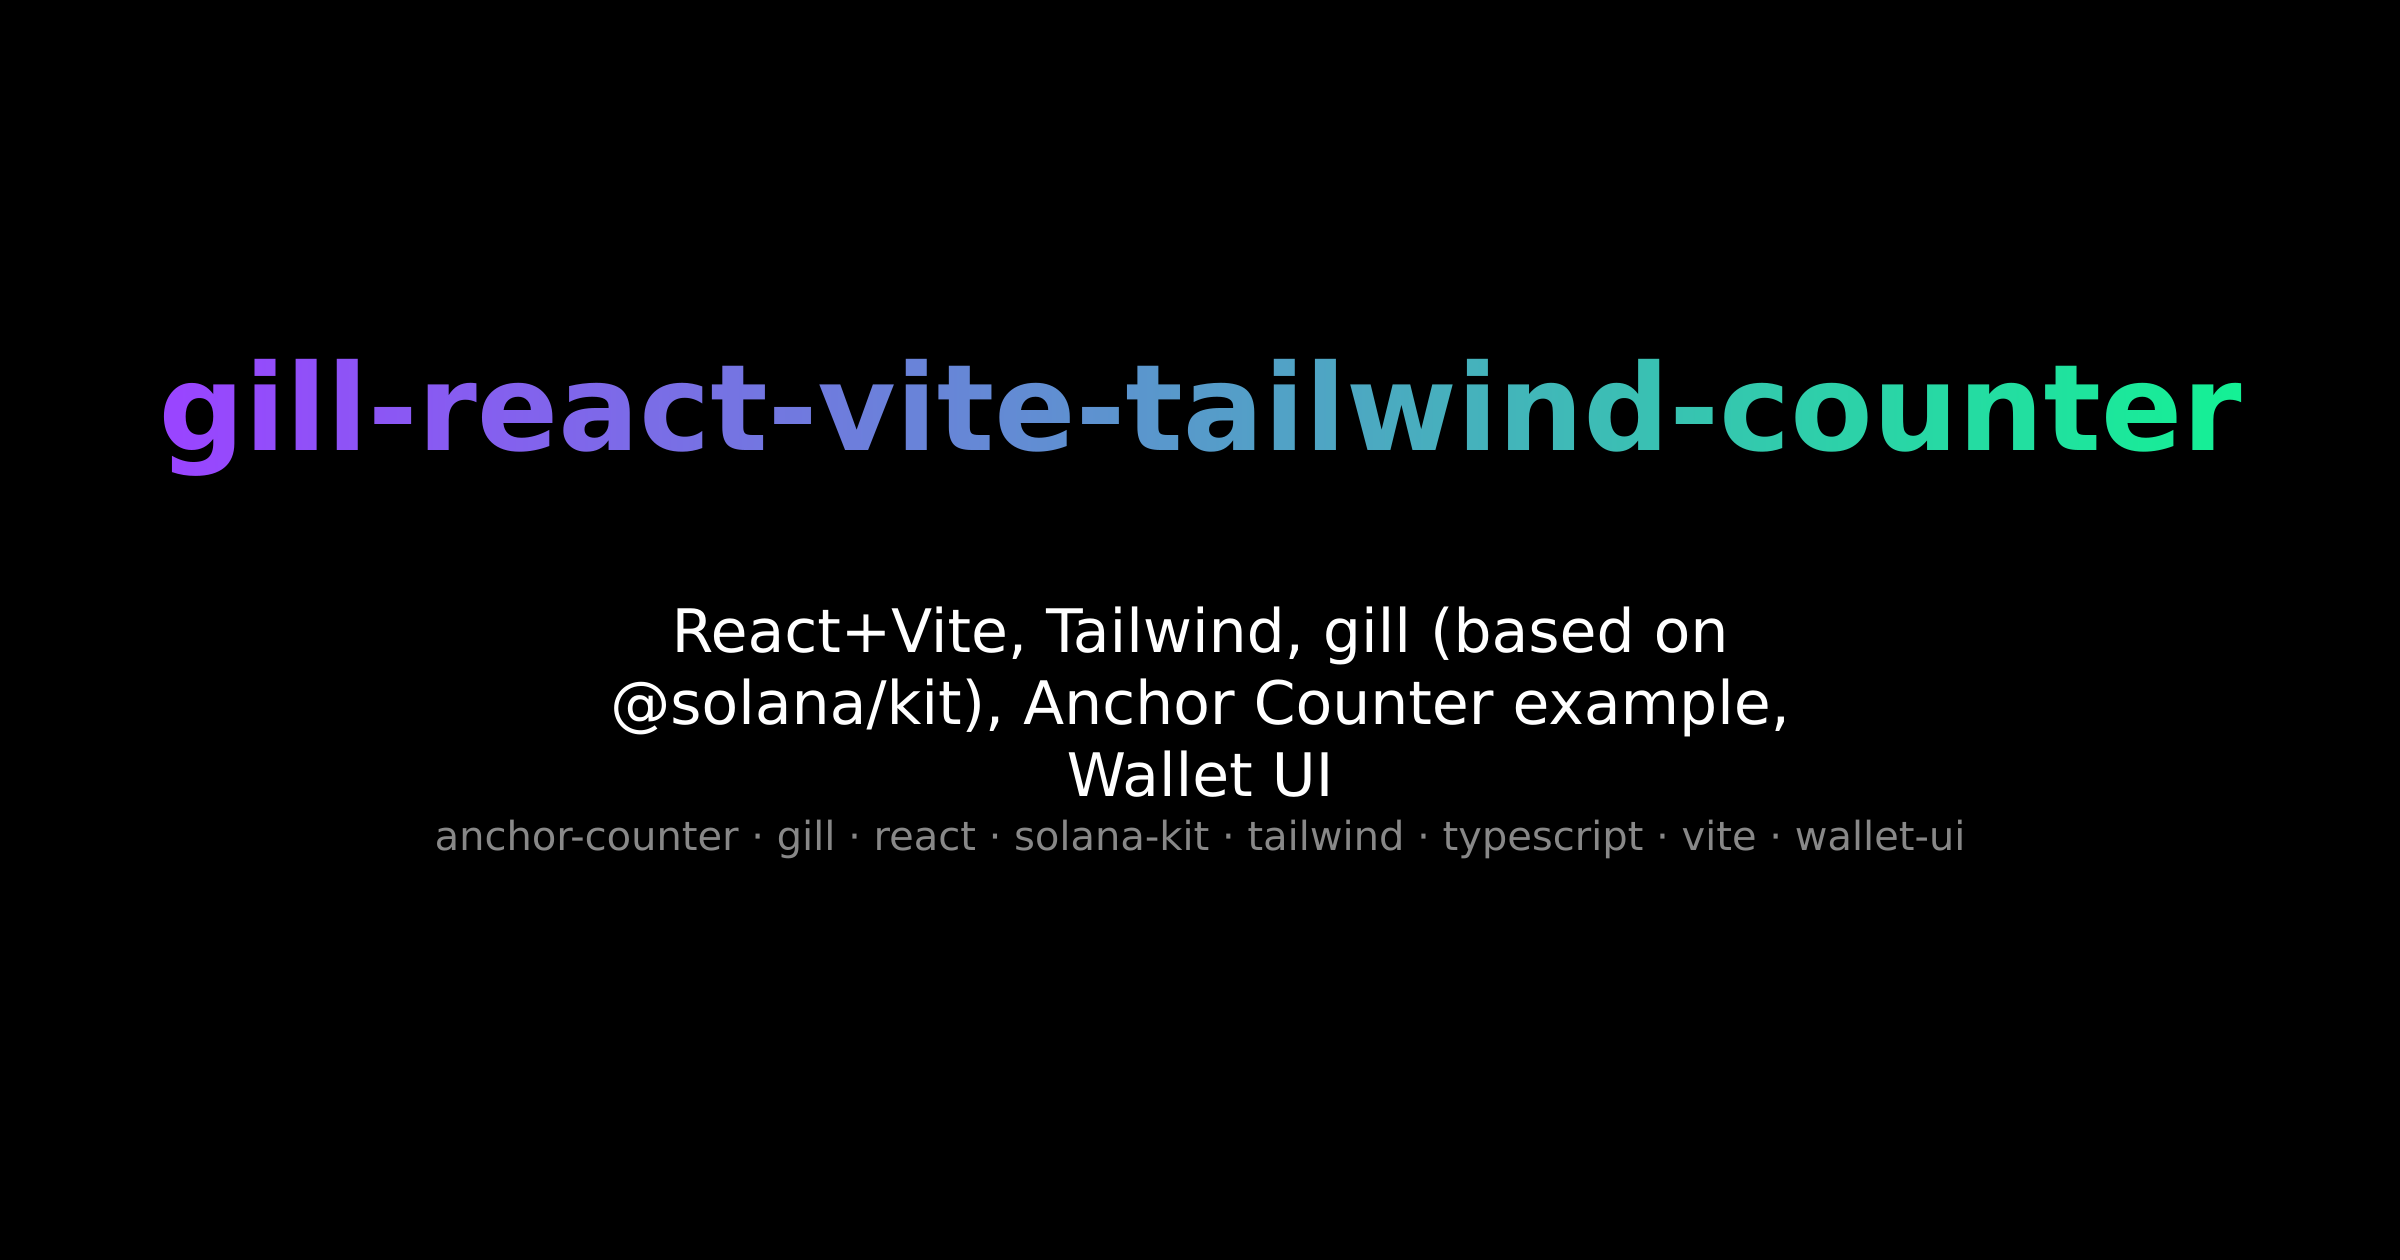 gill-react-vite-tailwind-counter
React+Vite, Tailwind, gill (based on
@solana/kit), Anchor Counter example,
Wallet UI
anchor-counter · gill · react · solana-kit · tailwind · typescript · vite · wallet-ui